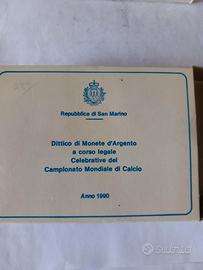 Repubblica di San Marino
Dittico di Monete d'Argento
a corso legale
Celebrative del
Campionato Mondiale di Calcio
Anno 1990